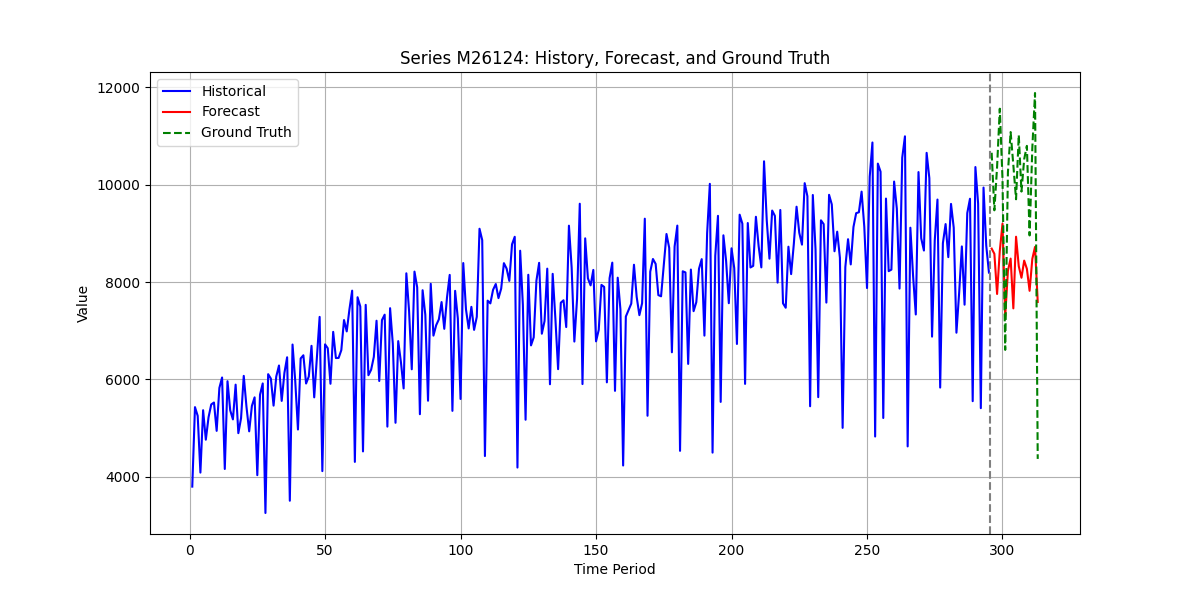 Series M26124: History, Forecast, and Ground Truth
Historical
Forecast
Ground Truth
12000
10000
8000
6000
4000
Value
0
50
100
150
200
250
300
Time Period